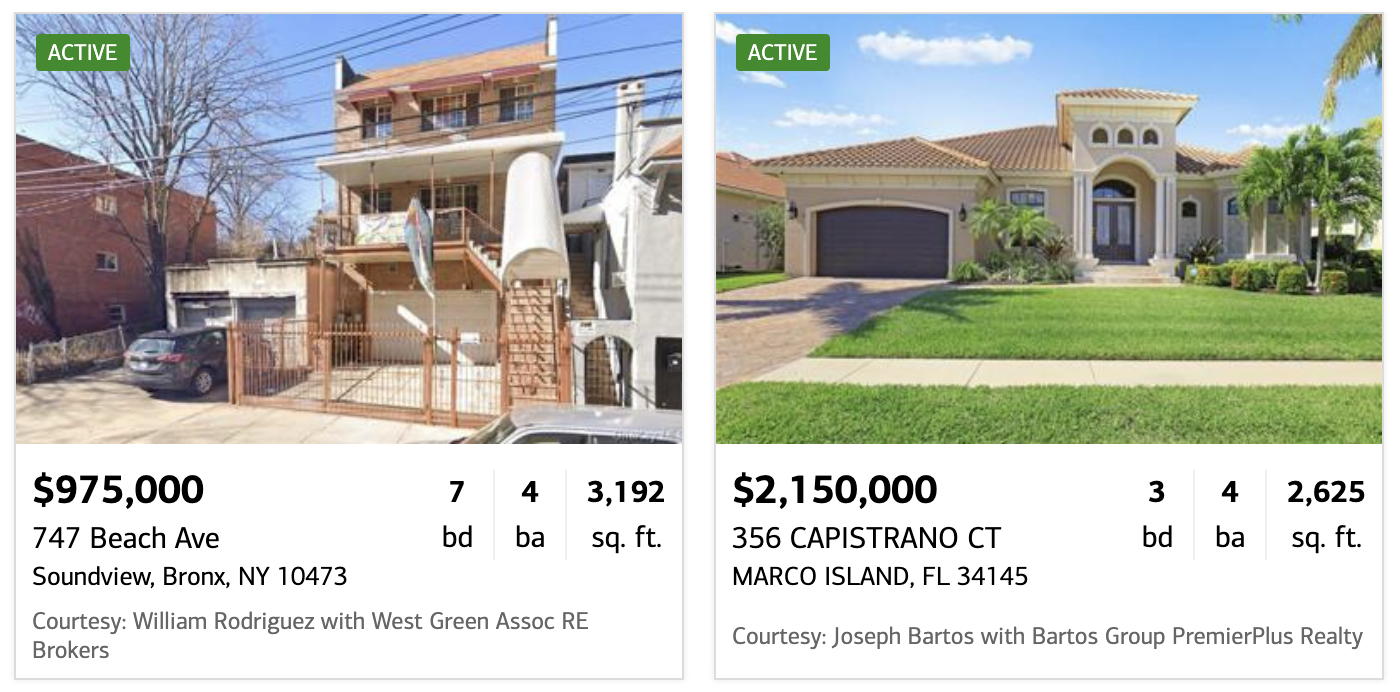 ACTIVE
$975,000
7
bd
4
ba
3,192
sq. ft.
747 Beach Ave
Soundview, Bronx, NY 10473
Courtesy: William Rodriguez with West Green Assoc RE
Brokers
ACTIVE
$2,150,000
3
bd
4
ba
2,625
sq. ft.
356 CAPISTRANO CT
MARCO ISLAND, FL 34145
Courtesy: Joseph Bartos with Bartos Group PremierPlus Realty